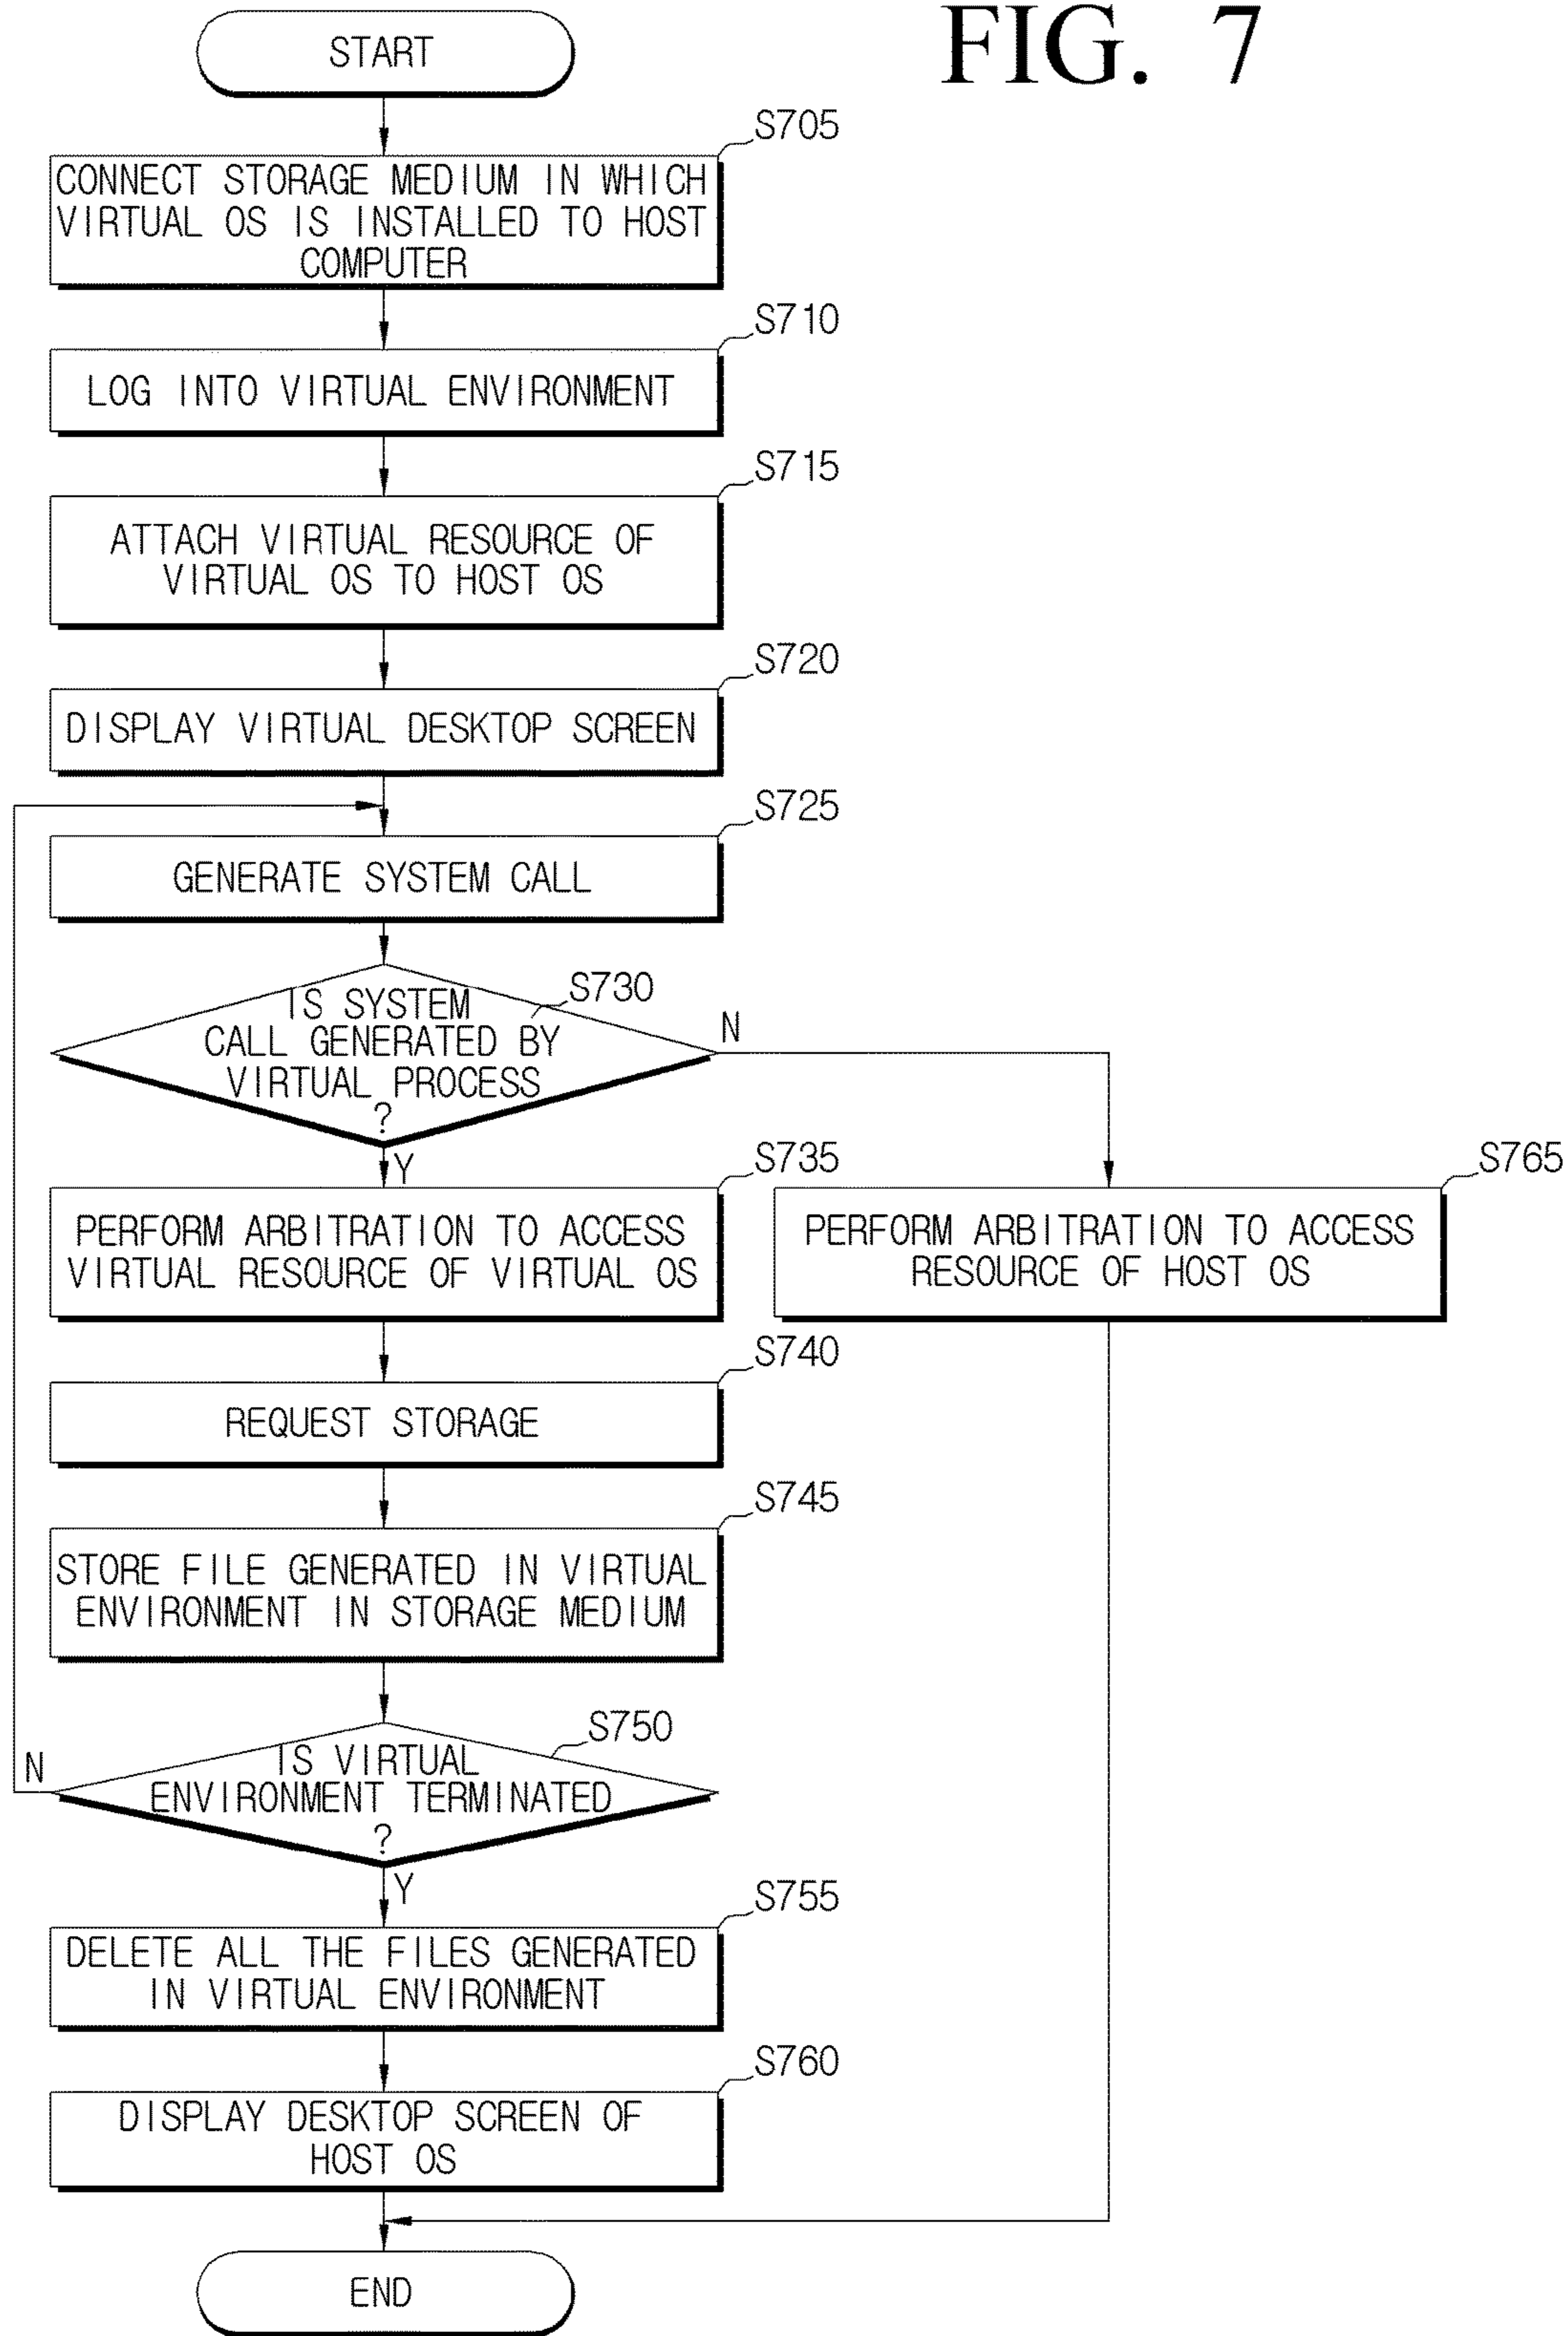 FIG. 7
START
S705
CONNECT STORAGE MEDIUM IN WHICH
VIRTUAL OS IS INSTALLED TO HOST
COMPUTER
S710
LOG INTO VIRTUAL ENVIRONMENT
S715
ATTACH VIRTUAL RESOURCE OF
VIRTUAL OS TO HOST OS
S720
DISPLAY VIRTUAL DESKTOP SCREEN
S725
GENERATE SYSTEM CALL
S730
IS SYSTEM
CALL GENERATED BY
VIRTUAL PROCESS
?
N
Y
S735
PERFORM ARBITRATION TO ACCESS
VIRTUAL RESOURCE OF VIRTUAL OS
S765
PERFORM ARBITRATION TO ACCESS
RESOURCE OF HOST OS
S740
REQUEST STORAGE
S745
STORE FILE GENERATED IN VIRTUAL
ENVIRONMENT IN STORAGE MEDIUM
S750
IS VIRTUAL
ENVIRONMENT TERMINATED
?
N
Y
S755
DELETE ALL THE FILES GENERATED
IN VIRTUAL ENVIRONMENT
S760
DISPLAY DESKTOP SCREEN OF
HOST OS
END